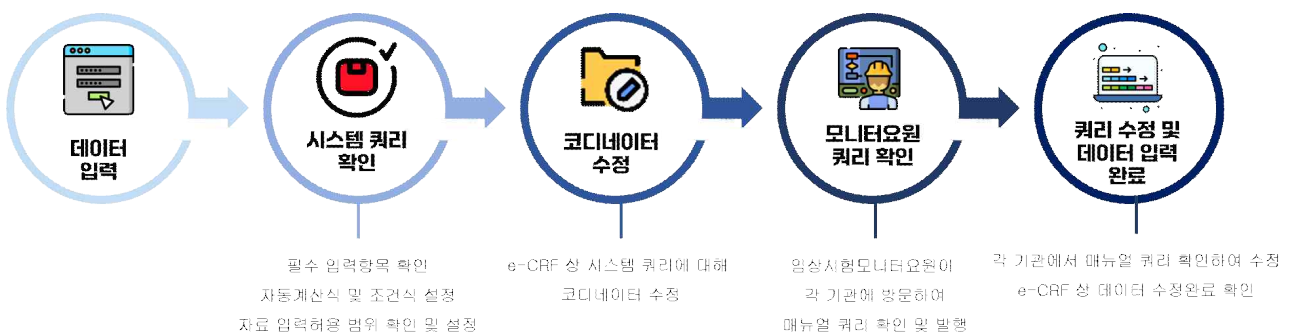 데이터
입력
시스템 쿼리
확인
코디네이터
수정
모니터요원
쿼리 확인
쿼리 수정 및
데이터 입력
완료
필수 입력항목 확인
자동계산식 및 조건식 설정
자료 입력허용 범위 확인 및 설정
e-CRF 상 시스템 쿼리에 대해
코디네이터 수정
임상시험모니터요원이
각 기관에 방문하여
매뉴얼 쿼리 확인 및 발행
각 기관에서 매뉴얼 쿼리 확인하여 수정
e-CRF 상 데이터 수정완료 확인